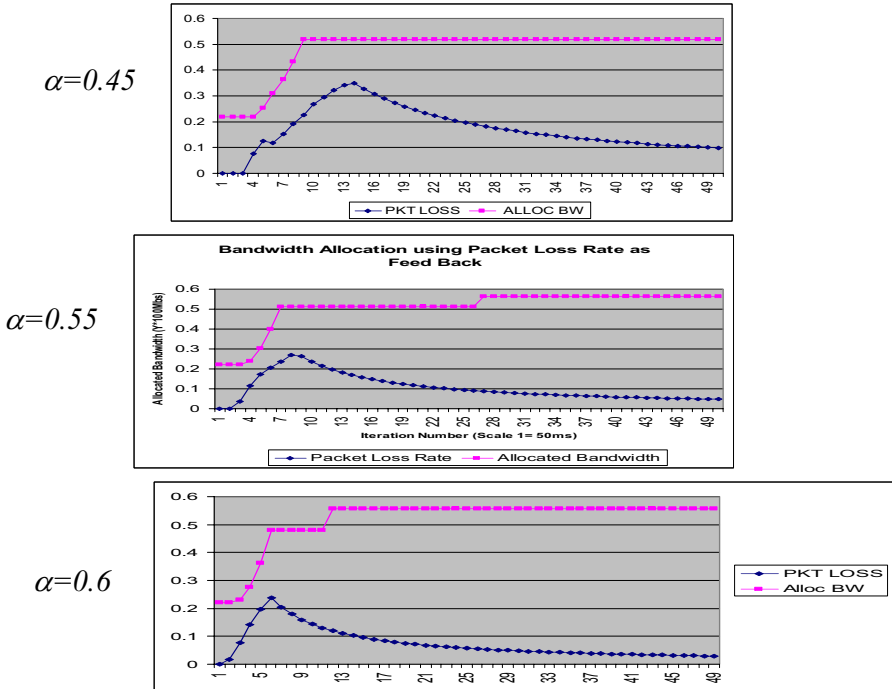 α=0.45
0.6
0.5
0.4
0.3
0.2
0.1
0
1 4 7 10 13 16 19 22 25 28 31 34 37 40 43 46 49
PKT LOSS ALLOC BW
α=0.55
Bandwidth Allocation using Packet Loss Rate as
Feed Back
Allocated Bandwidth (Y*100Mbs)
0.6
0.5
0.4
0.3
0.2
0.1
0
1 4 7 10 13 16 19 22 25 28 31 34 37 40 43 46 49
Iteration Number (Scale 1= 50ms)
Packet Loss Rate Allocated Bandwidth
α=0.6
0.6
0.5
0.4
0.3
0.2
0.1
0
1 5 9 13 17 21 25 29 33 37 41 45 49
PKT LOSS
Alloc BW